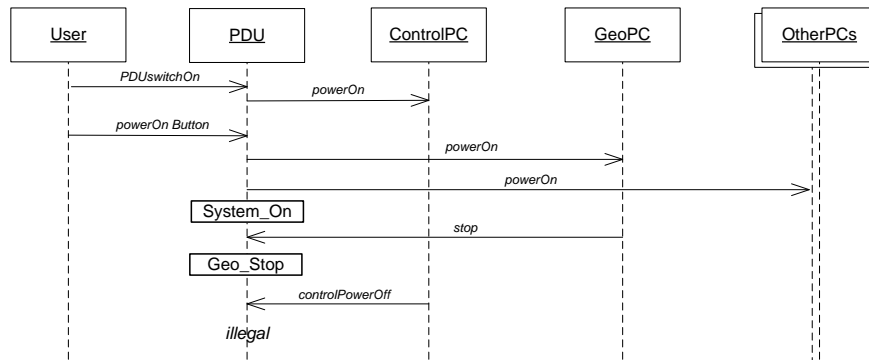 User
PDU
ControlPC
GeoPC
OtherPCs
PDUswitchOn
powerOn
powerOn Button
powerOn
powerOn
System_On
stop
Geo_Stop
controlPowerOff
illegal